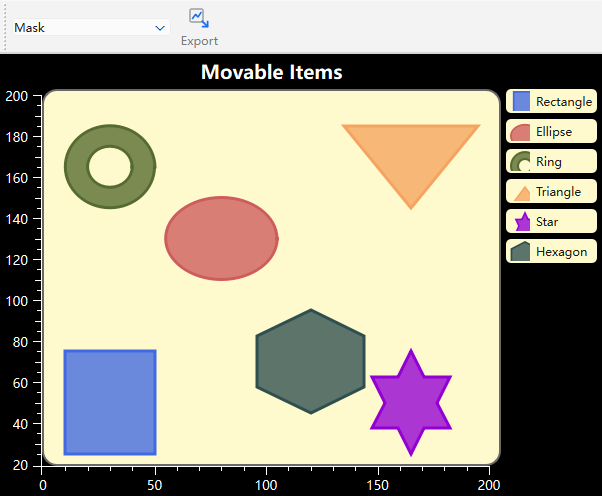 Mask
Export
Movable Items
200
180
160
140
120
100
80
60
40
20
0 50 100 150 200
Rectangle
Ellipse
Ring
Triangle
Star
Hexagon